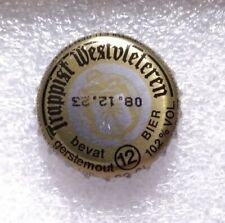 Trappist Westvleteren
08.12.23
bevat
gerstemout
12
BIER
10.2 % VOL.